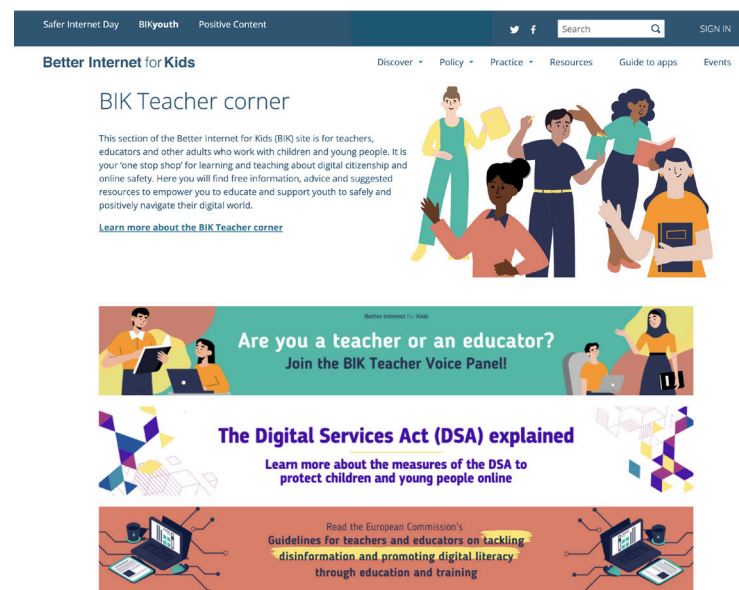 Safer Internet Day BIKyouth Positive Content
Search
SIGN IN
Better Internet for Kids
Discover Policy Practice Resources Guide to apps Events
BIK Teacher corner
This section of the Better Internet for Kids (BIK) site is for teachers,
educators and other adults who work with children and young people. It is
your 'one stop shop' for learning and teaching about digital citizenship and
online safety. Here you will find free information, advice and suggested
resources to empower you to educate and support youth to safely and
positively navigate their digital world.
Learn more about the BIK Teacher corner
Better Internet for Kids
Are you a teacher or an educator?
Join the BIK Teacher Voice Panel!
The Digital Services Act (DSA) explained
Learn more about the measures of the DSA to
protect children and young people online
Read the European Commission's
Guidelines for teachers and educators on tackling
disinformation and promoting digital literacy
through education and training